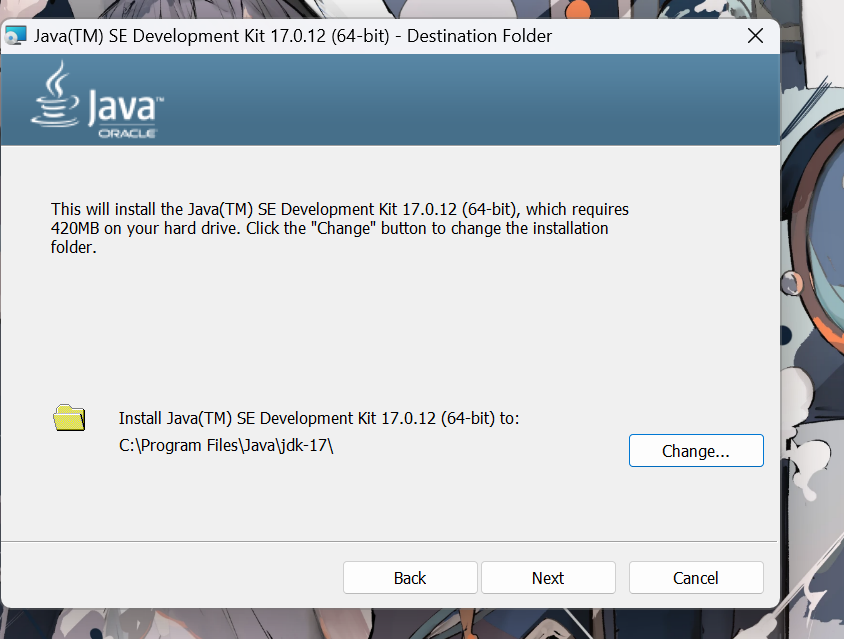 Java(TM) SE Development Kit 17.0.12 (64-bit) - Destination Folder
Java™
ORACLE
This will install the Java(TM) SE Development Kit 17.0.12 (64-bit), which requires
420MB on your hard drive. Click the "Change" button to change the installation
folder.
Install Java(TM) SE Development Kit 17.0.12 (64-bit) to:
C:\Program Files\Java\jdk-17\
Change...
Back
Next
Cancel